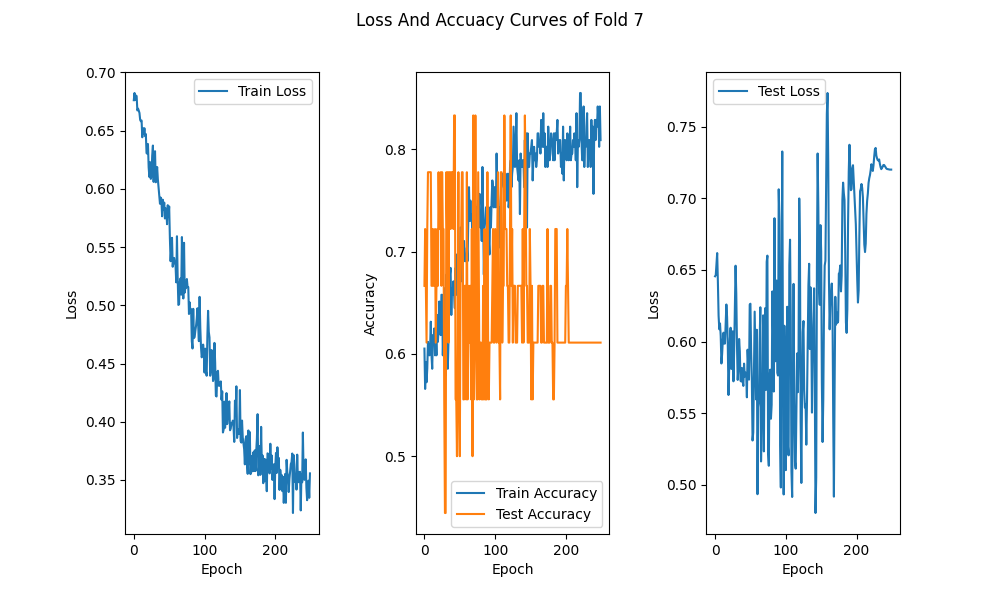 Loss And Accuacy Curves of Fold 7
0.70
0.65
0.60
0.55
0.50
0.45
0.40
0.35
Loss
0
100
200
Epoch
Train Loss
0.8
0.7
0.6
0.5
Accuracy
0
100
200
Epoch
Train Accuracy
Test Accuracy
0.75
0.70
0.65
0.60
0.55
0.50
Loss
0
100
200
Epoch
Test Loss